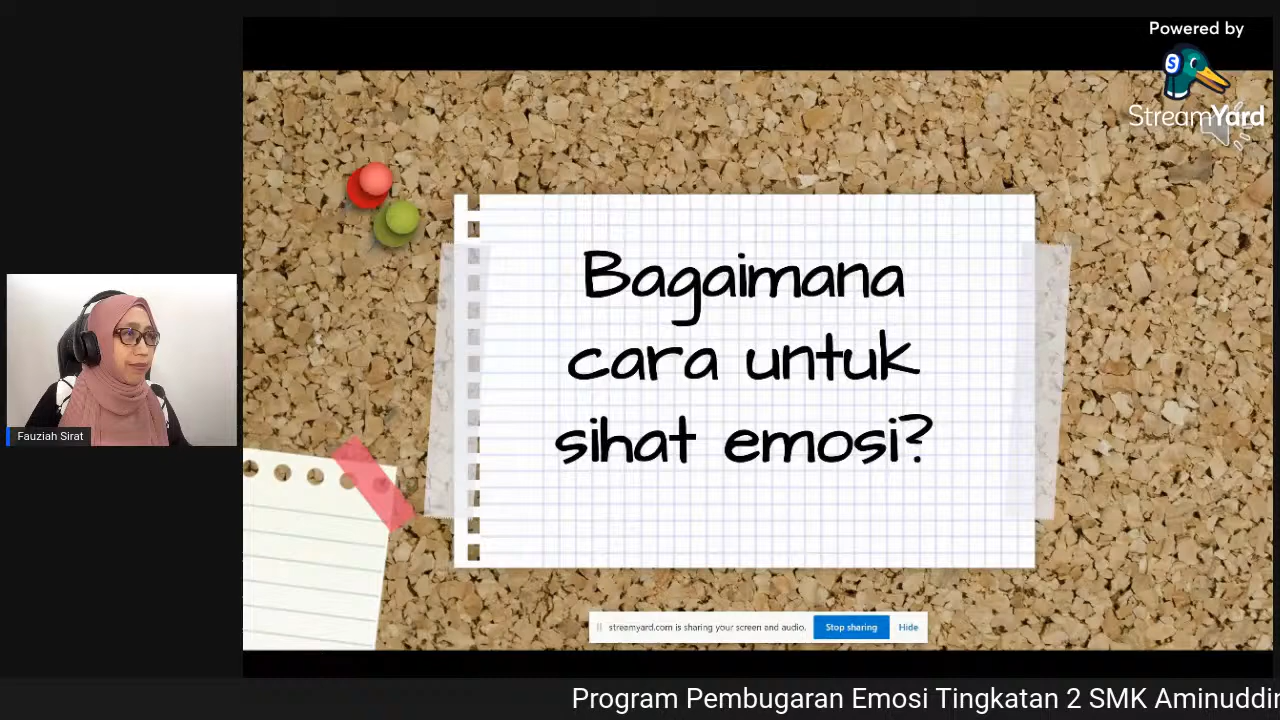 Powered by
StreamYard
Bagaimana
cara untuk
sihat emosi?
Fauziah Sirat
streamyard.com is sharing your screen and audio.
Stop sharing
Hide
Program Pembugaran Emosi Tingkatan 2 SMK Aminuddin